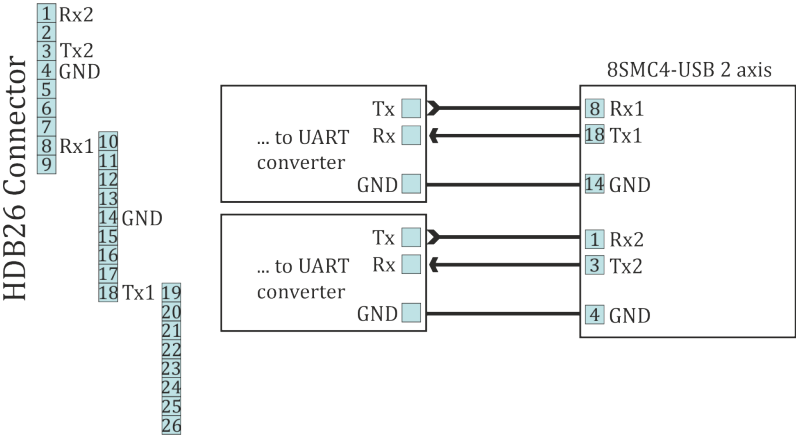 HDB26 Connector
1 Rx2
2
3 Tx2
4 GND
5
6
7
8 Rx1
9
10
11
12
13
14 GND
15
16
17
18 Tx1
19
20
21
22
23
24
25
26
... to UART
converter
Tx
Rx
GND
... to UART
converter
Tx
Rx
GND
8SMC4-USB 2 axis
8 Rx1
18 Tx1
14 GND
1 Rx2
3 Tx2
4 GND